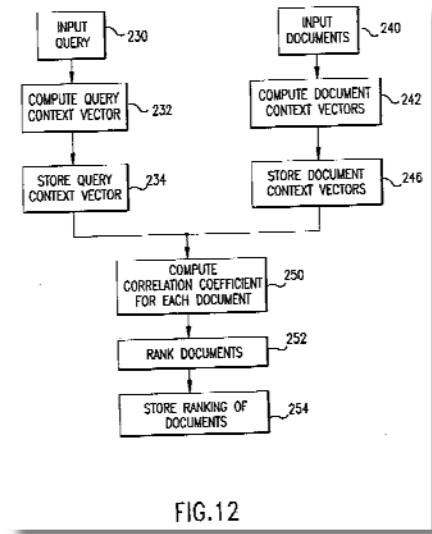 INPUT
QUERY
230
INPUT
DOCUMENTS
240
COMPUTE QUERY
CONTEXT VECTOR
232
COMPUTE DOCUMENT
CONTEXT VECTORS
242
STORE QUERY
CONTEXT VECTOR
234
STORE DOCUMENT
CONTEXT VECTORS
246
COMPUTE
CORRELATION COEFFICIENT
FOR EACH DOCUMENT
250
RANK DOCUMENTS
252
STORE RANKING OF
DOCUMENTS
254
FIG.12